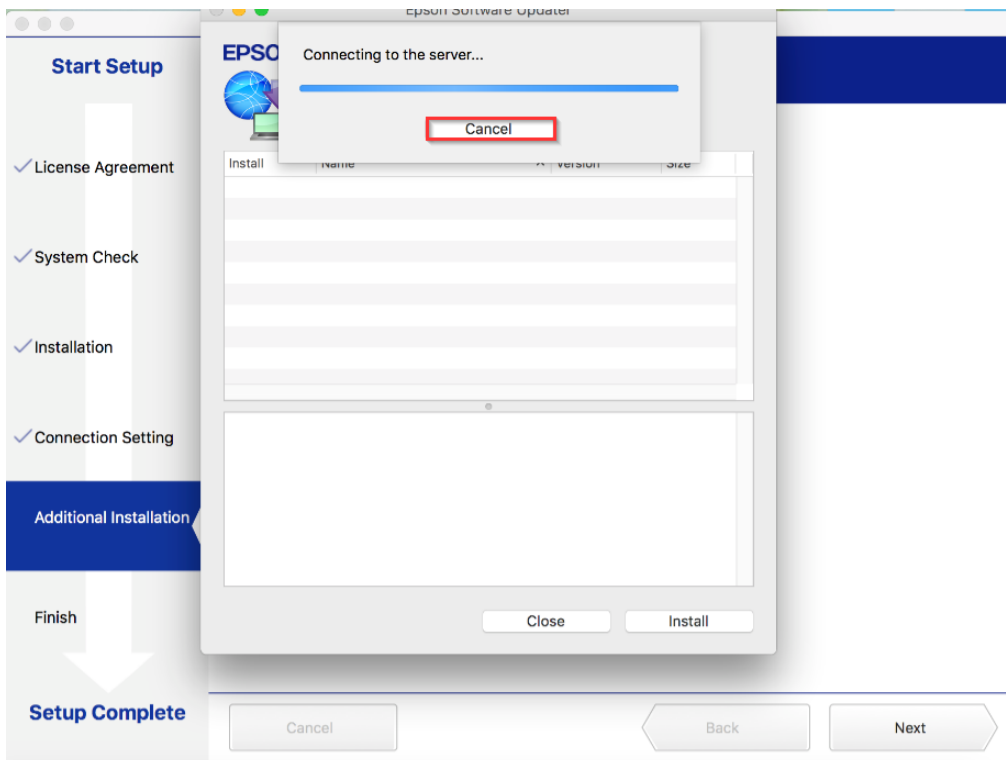 Epson Software Updater
Start Setup
License Agreement
System Check
Installation
Connection Setting
Additional Installation
Finish
Setup Complete
EPSO
Connecting to the server...
Cancel
Install Name Version Size
Close Install
Cancel Back Next